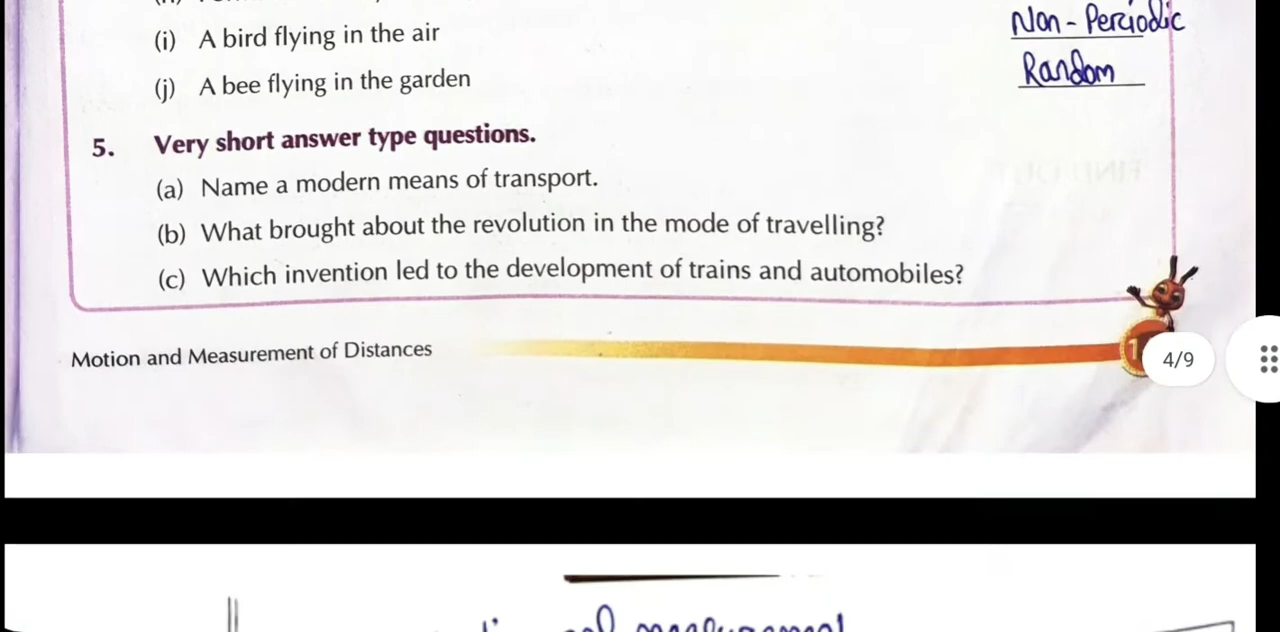 (i) A bird flying in the air
Non - Periodic
(j) A bee flying in the garden
Random
5. Very short answer type questions.
(a) Name a modern means of transport.
(b) What brought about the revolution in the mode of travelling?
(c) Which invention led to the development of trains and automobiles?
Motion and Measurement of Distances
4/9